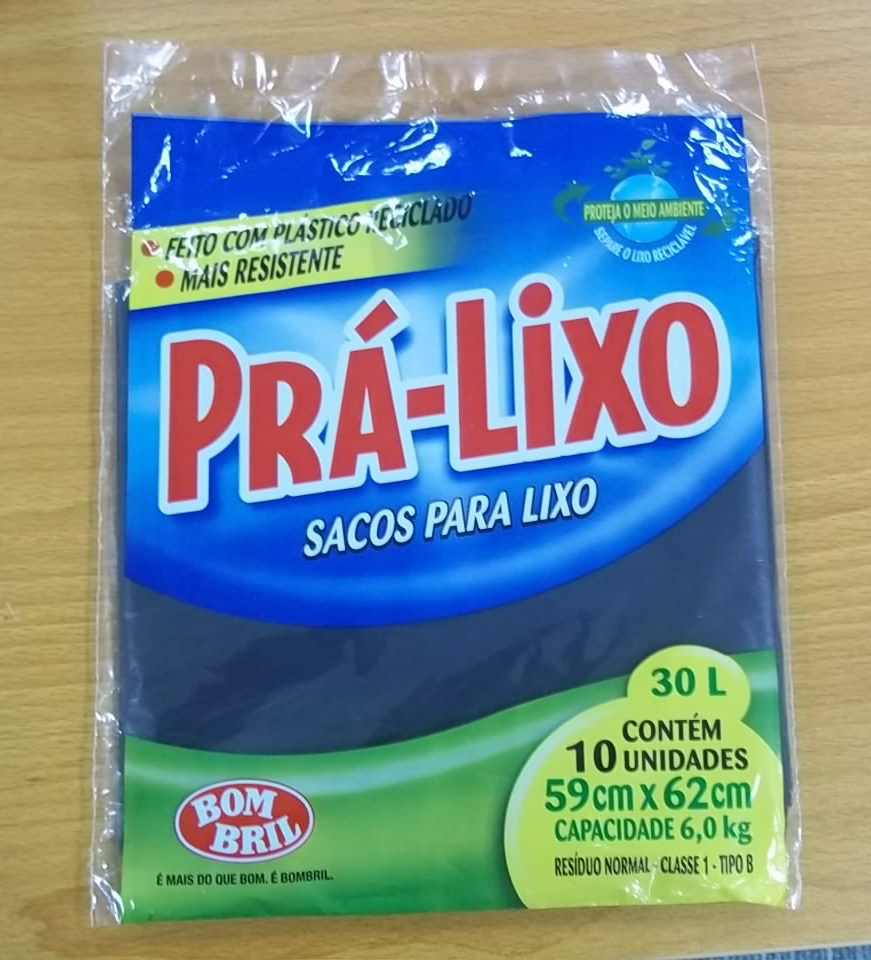 FEITO COM PLÁSTICO RECICLADO
MAIS RESISTENTE
PROTEJA O MEIO AMBIENTE
SEPARE O LIXO RECICLÁVEL
PRÁ-LiXO
SACOS PARA LIXO
30 L
CONTÉM
10 UNIDADES
59cm x 62cm
CAPACIDADE 6,0 kg
RESÍDUO NORMAL - CLASSE 1 - TIPO B
BOM
BRIL
É MAIS DO QUE BOM. É BOMBRIL.